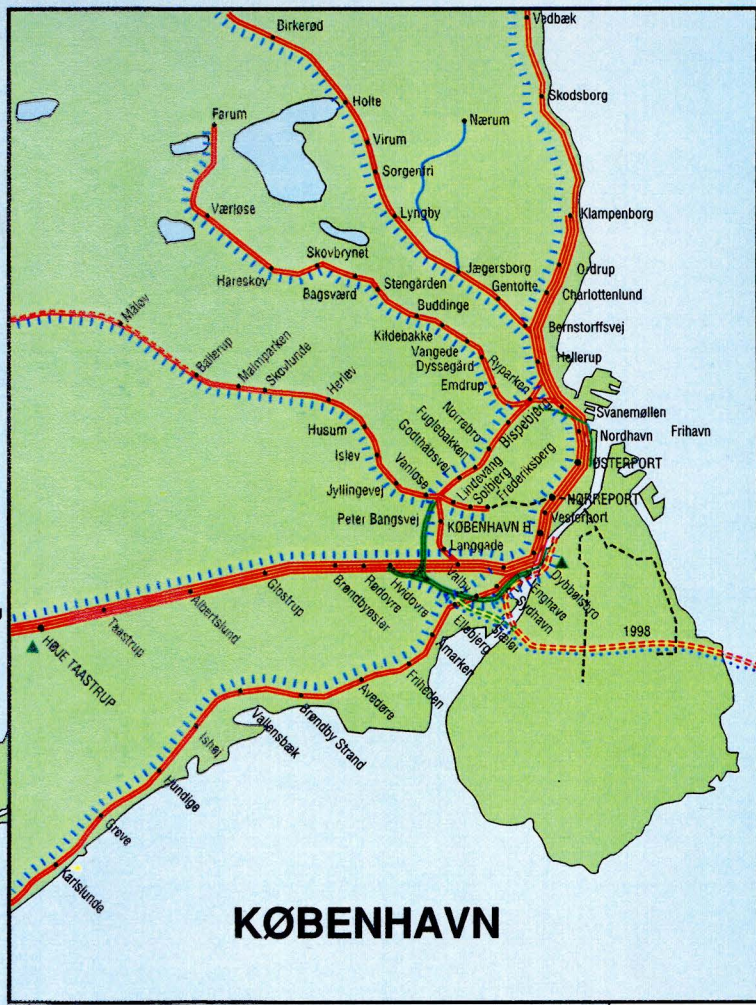 Vedbæk
Birkerød
Skodsborg
Holte
Farum
Nærum
Virum
Sorgenfri
Værløse
Lyngby
Klampenborg
Skovbrynet
Jægersborg
Ordrup
Hareskov
Stengården
Gentofte
Charlottenlund
Bagsværd
Buddinge
Måløv
Bernstorffsvej
Kildebakke
Ballerup
Malmparken
Skovlunde
Vangede
Dyssegård
Ryparken
Hellerup
Emdrup
Herlev
Nørrebro
Fuglebakken
Godthåbsvej
Bispebjerg
Svanemøllen
Husum
Nordhavn
Frihavn
Islev
Vanløse
Lindevang
Solbjerg
Frederiksberg
ØSTERPORT
Jyllingevej
NØRREPORT
Peter Bangsvej
KØBENHAVN H
Vesterport
Langgade
Valby
Dybbølsbro
Enghave
Sydhavn
Hvidovre
Rødovre
Brøndbyøster
Glostrup
Albertslund
Taastrup
HØJE TAASTRUP
Ellebjerg
Sjælør
1998
Åmarken
Friheden
Avedøre
Brøndby Strand
Vallensbæk
Ishøj
Hundige
Greve
Karlslunde
KØBENHAVN